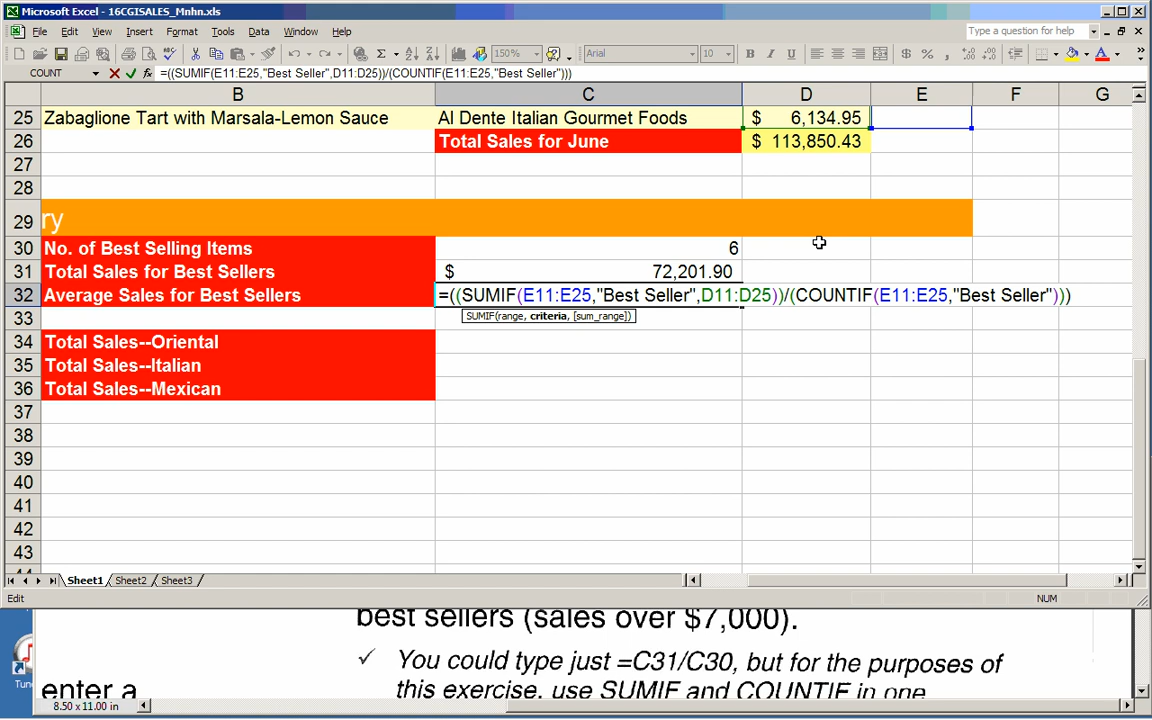 Microsoft Excel - 16CGISALES_Mnhn.xls
File Edit View Insert Format Tools Data Window Help
Type a question for help
150% Arial 10 B I U $ % ,
COUNT =((SUMIF(E11:E25,"Best Seller",D11:D25))/(COUNTIF(E11:E25,"Best Seller")))
B C D E F G
25 Zabaglione Tart with Marsala-Lemon Sauce Al Dente Italian Gourmet Foods $ 6,134.95
26 Total Sales for June $ 113,850.43
27
28
29 ry
30 No. of Best Selling Items 6
31 Total Sales for Best Sellers $ 72,201.90
32 Average Sales for Best Sellers =((SUMIF(E11:E25,"Best Seller",D11:D25))/(COUNTIF(E11:E25,"Best Seller")))
33 SUMIF(range, criteria, [sum_range])
34 Total Sales--Oriental
35 Total Sales--Italian
36 Total Sales--Mexican
37
38
39
40
41
42
43
Sheet1 Sheet2 Sheet3
Edit NUM
best sellers (sales over $7,000).
✓ You could type just =C31/C30, but for the purposes of
enter a this exercise, use SUMIF and COUNTIF in one
8.50 x 11.00 in